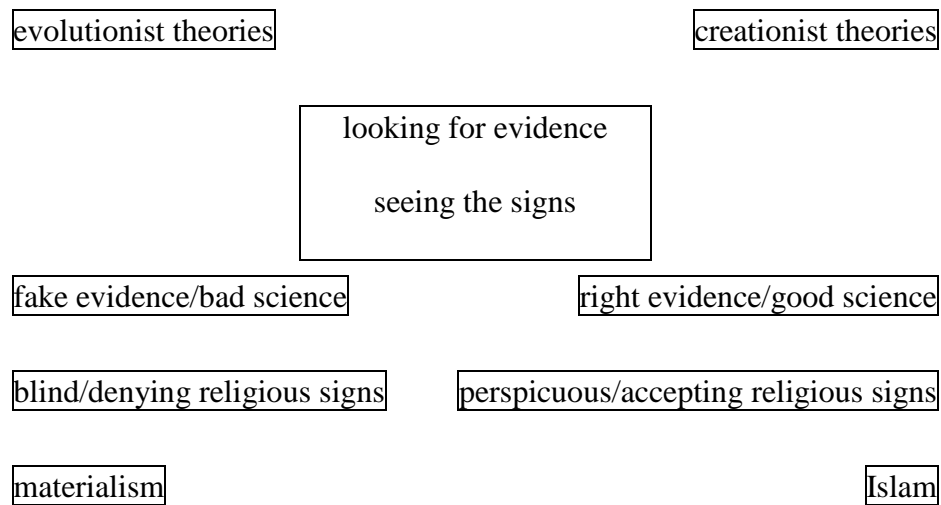 evolutionist theories creationist theories
looking for evidence
seeing the signs
fake evidence/bad science right evidence/good science
blind/denying religious signs perspicuous/accepting religious signs
materialism Islam